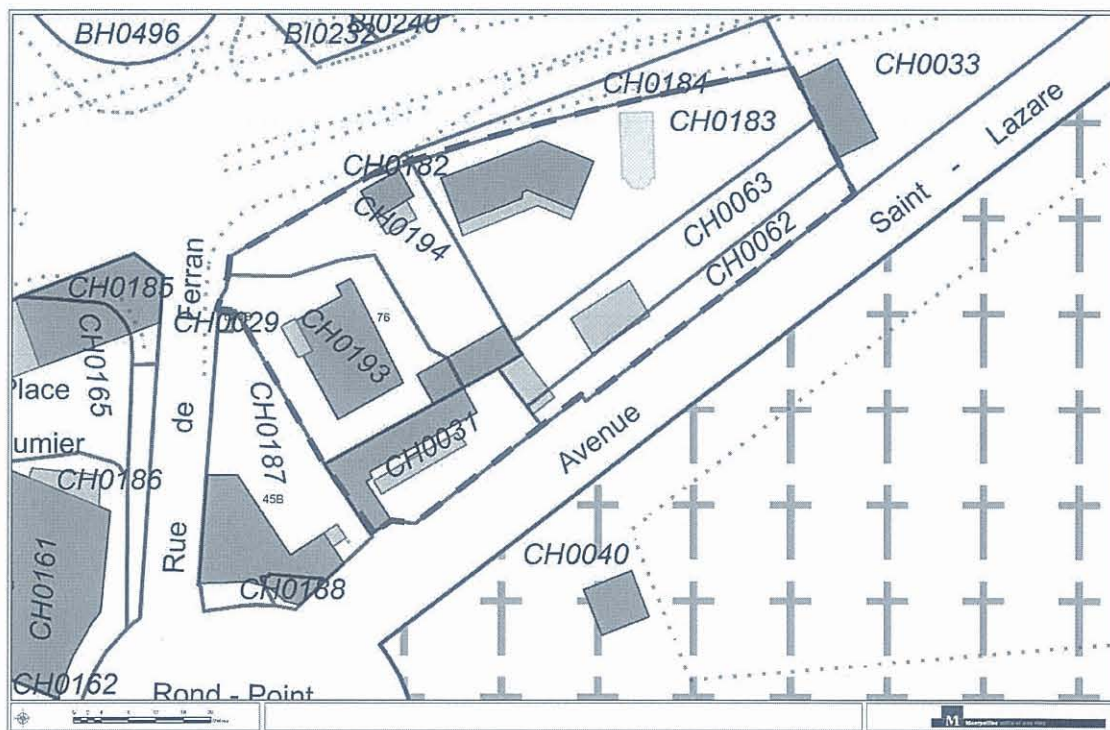 BH0496
BI0232
BI0240
CH0184
CH0033
CH0183
CH0182
CH0194
CH0063
CH0062
Saint - Lazare
CH0185
Rue de Ferran
CH0029
CH0193
76
CH0165
Place
CH0187
CH0031
Avenue
umier
CH0186
45B
CH0161
CH0188
CH0040
CH0162
Rond - Point
M Montpellier